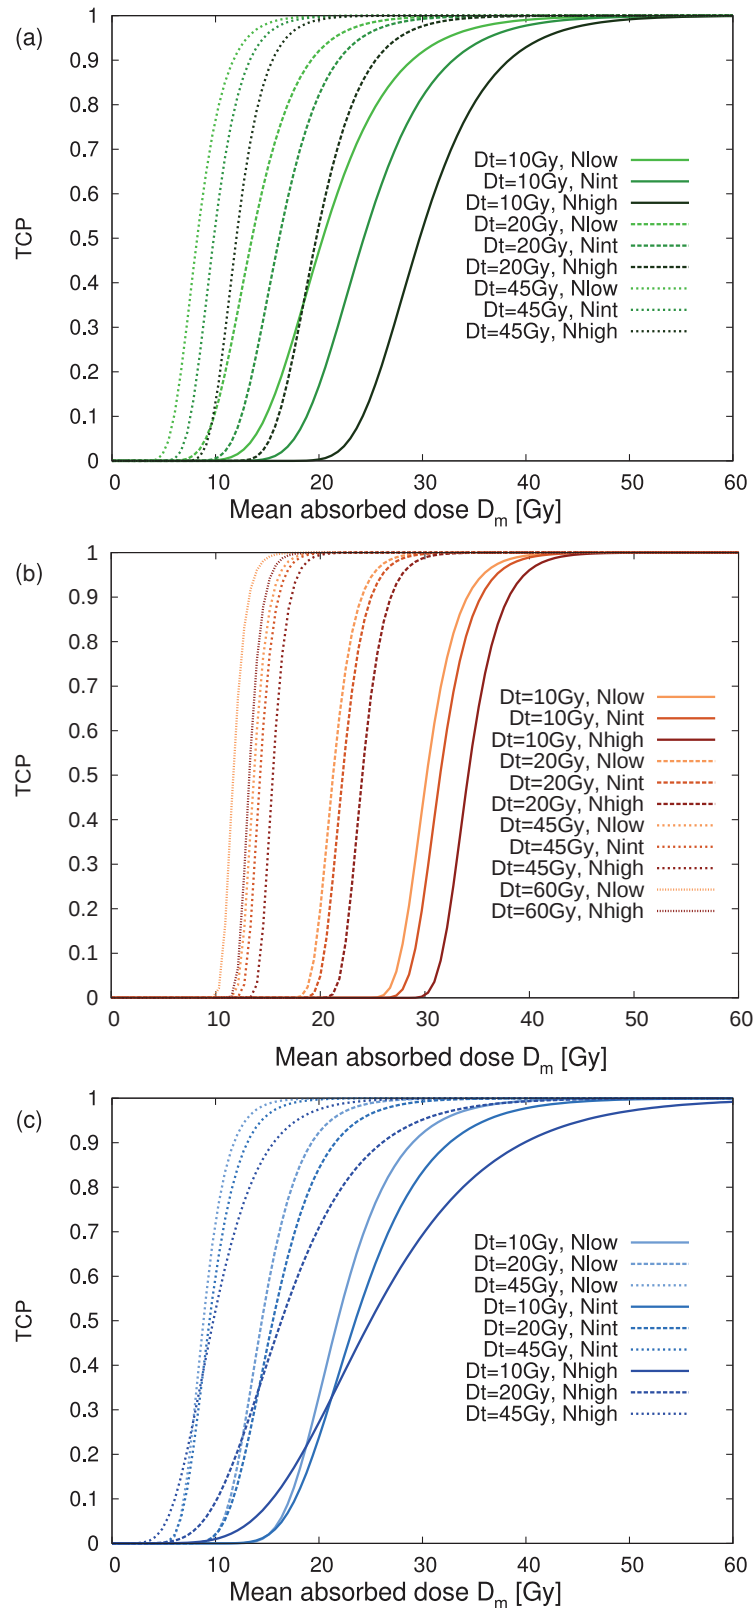 (a)
1
0.9
0.8
0.7
0.6
0.5
0.4
0.3
0.2
0.1
0
TCP
Dt=10Gy, Nlow
Dt=10Gy, Nint
Dt=10Gy, Nhigh
Dt=20Gy, Nlow
Dt=20Gy, Nint
Dt=20Gy, Nhigh
Dt=45Gy, Nlow
Dt=45Gy, Nint
Dt=45Gy, Nhigh
0 10 20 30 40 50 60
Mean absorbed dose Dm [Gy]
(b)
1
0.9
0.8
0.7
0.6
0.5
0.4
0.3
0.2
0.1
0
TCP
Dt=10Gy, Nlow
Dt=10Gy, Nint
Dt=10Gy, Nhigh
Dt=20Gy, Nlow
Dt=20Gy, Nint
Dt=20Gy, Nhigh
Dt=45Gy, Nlow
Dt=45Gy, Nint
Dt=45Gy, Nhigh
Dt=60Gy, Nlow
Dt=60Gy, Nhigh
0 10 20 30 40 50 60
Mean absorbed dose Dm [Gy]
(c)
1
0.9
0.8
0.7
0.6
0.5
0.4
0.3
0.2
0.1
0
TCP
Dt=10Gy, Nlow
Dt=20Gy, Nlow
Dt=45Gy, Nlow
Dt=10Gy, Nint
Dt=20Gy, Nint
Dt=45Gy, Nint
Dt=10Gy, Nhigh
Dt=20Gy, Nhigh
Dt=45Gy, Nhigh
0 10 20 30 40 50 60
Mean absorbed dose Dm [Gy]